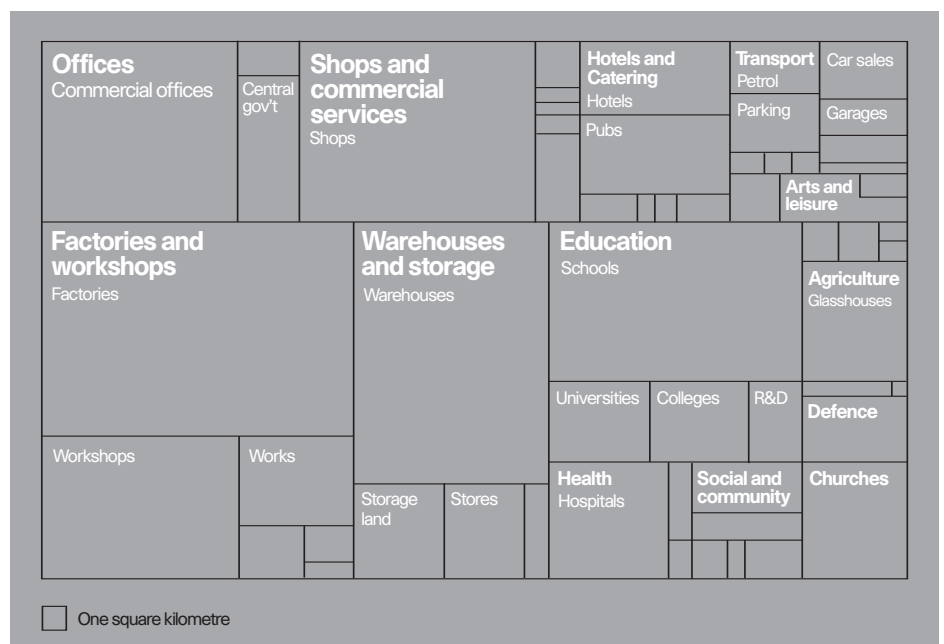 Offices
Commercial offices
Central
gov't
Shops and
commercial
services
Shops
Hotels and
Catering
Hotels
Pubs
Transport
Petrol
Parking
Car sales
Garages
Arts and
leisure
Factories and
workshops
Factories
Workshops
Works
Warehouses
and storage
Warehouses
Storage
land
Stores
Education
Schools
Universities
Colleges
R&D
Agriculture
Glasshouses
Defence
Health
Hospitals
Social and
community
Churches
One square kilometre